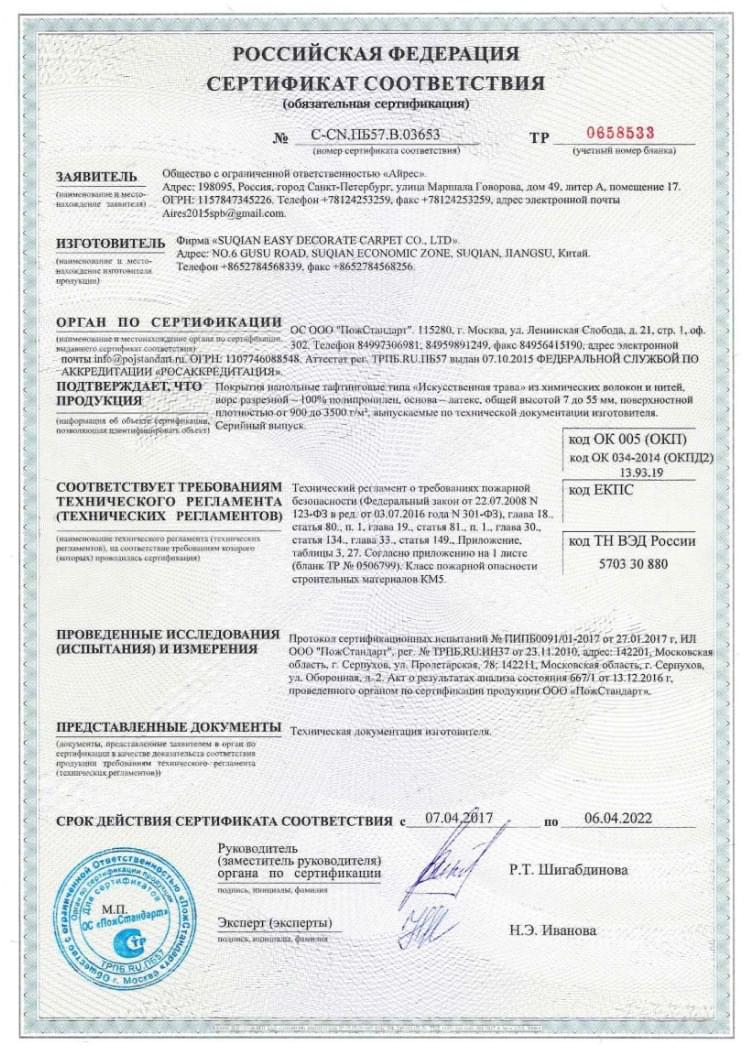 РОССИЙСКАЯ ФЕДЕРАЦИЯ
СЕРТИФИКАТ СООТВЕТСТВИЯ
(обязательная сертификация)
№ С-CN.ПБ57.В.03653 ТР 0658533
(номер сертификата соответствия) (учетный номер бланка)
ЗАЯВИТЕЛЬ
(наименование и место-
нахождение заявителя)
Общество с ограниченной ответственностью «Айрес».
Адрес: 198095, Россия, город Санкт-Петербург, улица Маршала Говорова, дом 49, литер А, помещение 17.
ОГРН: 1157847345226. Телефон +78124253259, факс +78124253259, адрес электронной почты
Aires2015spb@gmail.com.
ИЗГОТОВИТЕЛЬ
(наименование и место-
нахождение изготовителя
продукции)
Фирма «SUQIAN EASY DECORATE CARPET CO., LTD».
Адрес: NO.6 GUSU ROAD, SUQIAN ECONOMIC ZONE, SUQIAN, JIANGSU, Китай.
Телефон +8652784568339, факс +8652784568256.
ОРГАН ПО СЕРТИФИКАЦИИ
(наименование и местонахождение органа по сертификации,
выдавшего сертификат соответствия)
ОС ООО "ПожСтандарт". 115280, г. Москва, ул. Ленинская Слобода, д. 21, стр. 1, оф.
302. Телефон 84997306981; 84959891249, факс 84956415190, адрес электронной
почты info@pojstandart.ru. ОГРН: 1107746088548. Аттестат рег. ТРПБ.RU.ПБ57 выдан 07.10.2015 ФЕДЕРАЛЬНОЙ СЛУЖБОЙ ПО
АККРЕДИТАЦИИ «РОСАККРЕДИТАЦИЯ».
ПОДТВЕРЖДАЕТ, ЧТО
ПРОДУКЦИЯ
(информация об объекте сертификации,
позволяющая идентифицировать объект)
Покрытия напольные тафтинговые типа «Искусственная трава» из химических волокон и нитей,
ворс разрезной – 100% полипропилен, основа – латекс, общей высотой 7 до 55 мм, поверхностной
плотностью от 900 до 3500 г/м², выпускаемые по технической документации изготовителя.
Серийный выпуск.
код ОК 005 (ОКП)
код ОК 034-2014 (ОКПД2)
13.93.19
СООТВЕТСТВУЕТ ТРЕБОВАНИЯМ
ТЕХНИЧЕСКОГО РЕГЛАМЕНТА
(ТЕХНИЧЕСКИХ РЕГЛАМЕНТОВ)
(наименование технического регламента (технических
регламентов), на соответствие требованиям которого
(которых) проводилась сертификация)
Технический регламент о требованиях пожарной
безопасности (Федеральный закон от 22.07.2008 N
123-ФЗ в ред. от 03.07.2016 года N 301-ФЗ), глава 18.,
статья 80., п. 1, глава 19., статья 81., п. 1., глава 30.,
статья 134., глава 33., статья 149., Приложение,
таблицы 3, 27. Согласно приложению на 1 листе
(бланк ТР № 0506799). Класс пожарной опасности
строительных материалов КМ5.
код ЕКПС
код ТН ВЭД России
5703 30 880
ПРОВЕДЕННЫЕ ИССЛЕДОВАНИЯ
(ИСПЫТАНИЯ) И ИЗМЕРЕНИЯ
Протокол сертификационных испытаний № ПИПБ0091/01-2017 от 27.01.2017 г, ИЛ
ООО "ПожСтандарт", рег. № ТРПБ.RU.ИН37 от 23.11.2010, адрес: 142201, Московская
область, г. Серпухов, ул. Пролетарская, 78; 142211, Московская область, г. Серпухов,
ул. Оборонная, д. 2. Акт о результатах анализа состояния 667/1 от 13.12.2016 г,
проведенного органом по сертификации продукции ООО «ПожСтандарт».
ПРЕДСТАВЛЕННЫЕ ДОКУМЕНТЫ
(документы, представленные заявителем в орган по
сертификации в качестве доказательств соответствия
продукции требованиям технического регламента
(технических регламентов))
Техническая документация изготовителя.
СРОК ДЕЙСТВИЯ СЕРТИФИКАТА СООТВЕТСТВИЯ с 07.04.2017 по 06.04.2022
Руководитель
(заместитель руководителя)
органа по сертификации
подпись, инициалы, фамилия
Р.Т. Шигабдинова
Эксперт (эксперты)
подпись, инициалы, фамилия
Н.Э. Иванова
М.П.
Общество с ограниченной Ответственностью «ПожСтандарт»
г. Москва
Орган по сертификации продукции
Для сертификатов
ОС «ПожСтандарт»
ТРПБ.RU.ПБ57